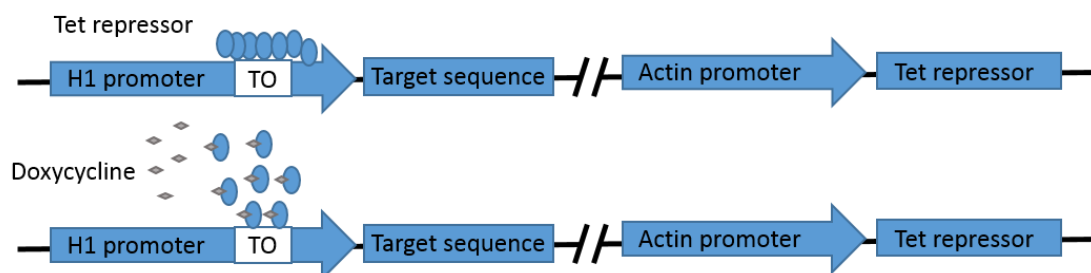 Tet repressor
H1 promoter
TO
Target sequence
Actin promoter
Tet repressor
Doxycycline
H1 promoter
TO
Target sequence
Actin promoter
Tet repressor